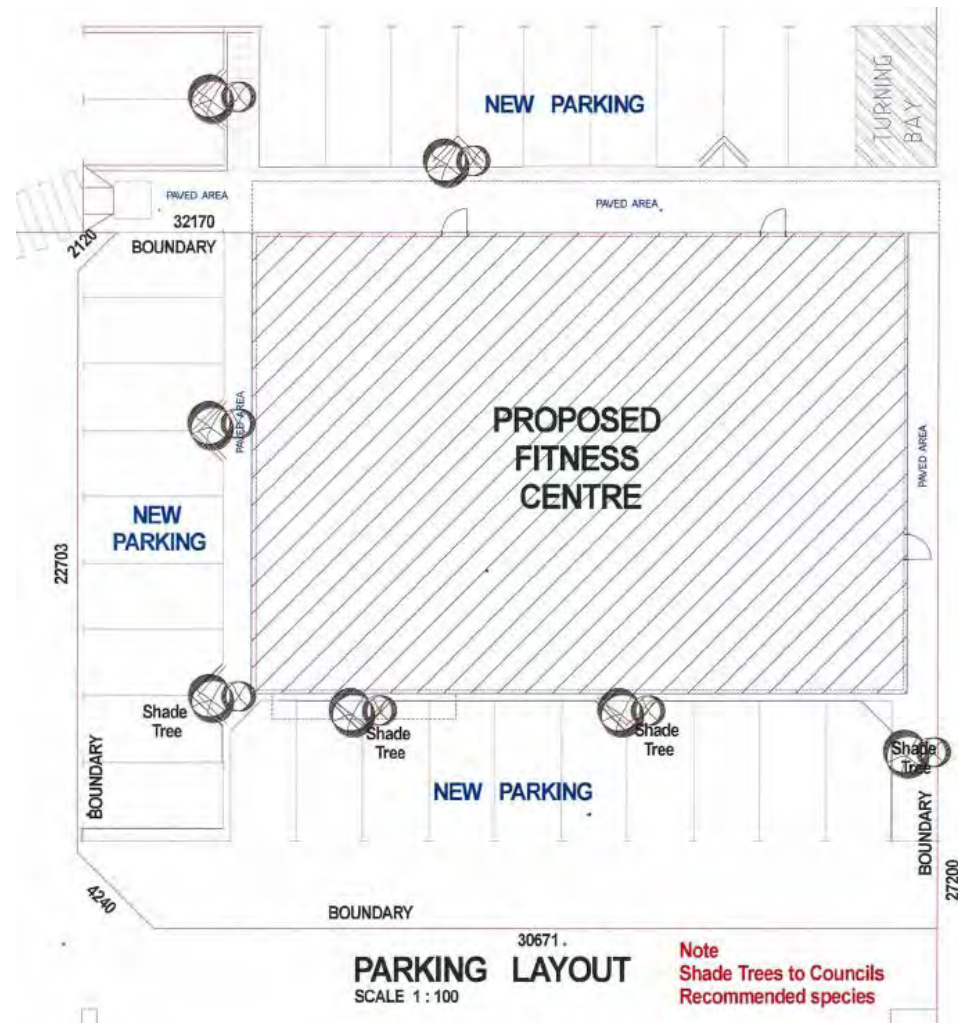 TURNING
BAY
NEW PARKING
PAVED AREA
PAVED AREA
32170
2120
BOUNDARY
PAVED AREA
PROPOSED
FITNESS
CENTRE
PAVED AREA
NEW
PARKING
22703
Shade
Tree
Shade
Tree
Shade
Tree
Shade
Tree
BOUNDARY
NEW PARKING
BOUNDARY
27200
4240
BOUNDARY
30671
PARKING LAYOUT
SCALE 1 : 100
Note
Shade Trees to Councils
Recommended species